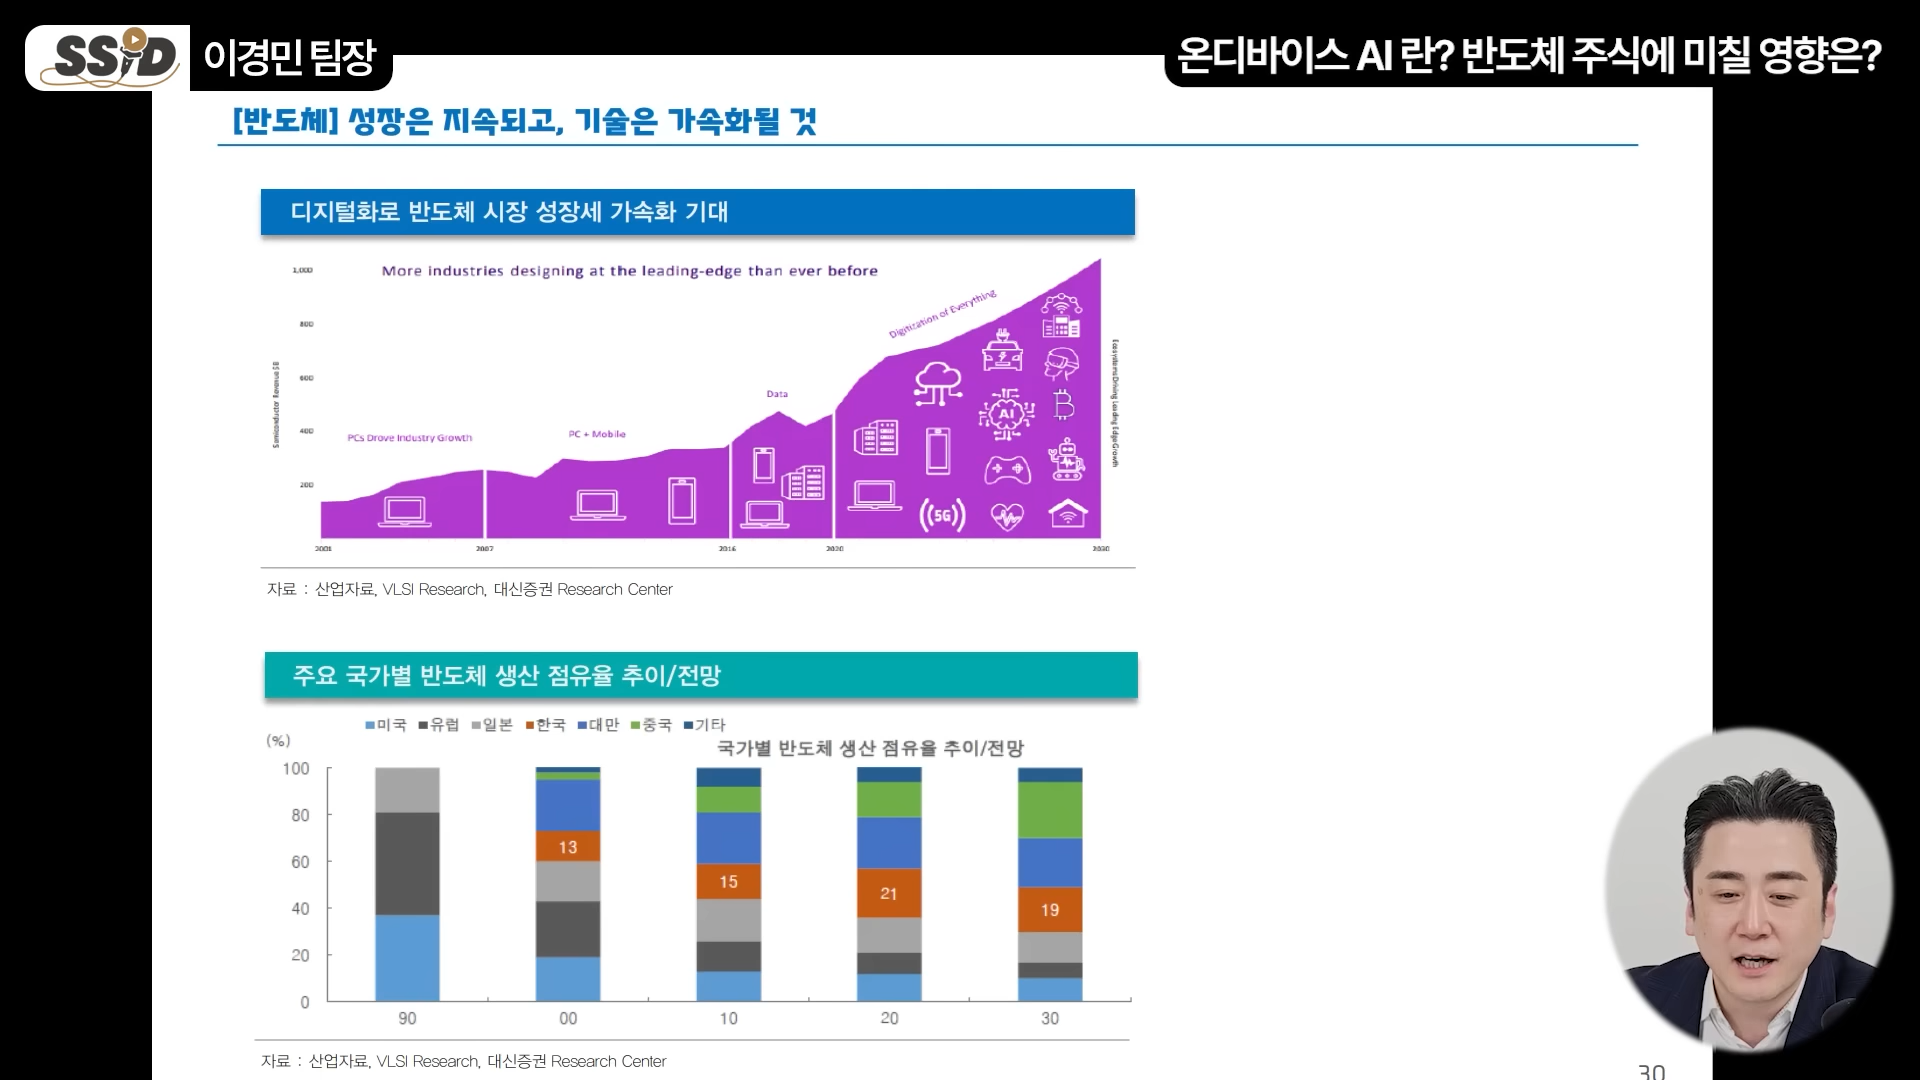 SSiD 이경민 팀장
온디바이스 AI 란? 반도체 주식에 미칠 영향은?
[반도체] 성장은 지속되고, 기술은 가속화될 것
디지털화로 반도체 시장 성장세 가속화 기대
More industries designing at the leading-edge than ever before
1,000
800
600
400
200
Semiconductor Revenue B$
PCs Drove Industry Growth
PC + Mobile
Data
Digitization of Everything
AI
5G
Ecosystems Driving Leading Edge Growth
2001 2007 2016 2020 2030
자료 : 산업자료, VLSI Research, 대신증권 Research Center
주요 국가별 반도체 생산 점유율 추이/전망
미국 유럽 일본 한국 대만 중국 기타
(%)
국가별 반도체 생산 점유율 추이/전망
100
80
60
40
20
0
13
15
21
19
90 00 10 20 30
자료 : 산업자료, VLSI Research, 대신증권 Research Center
30